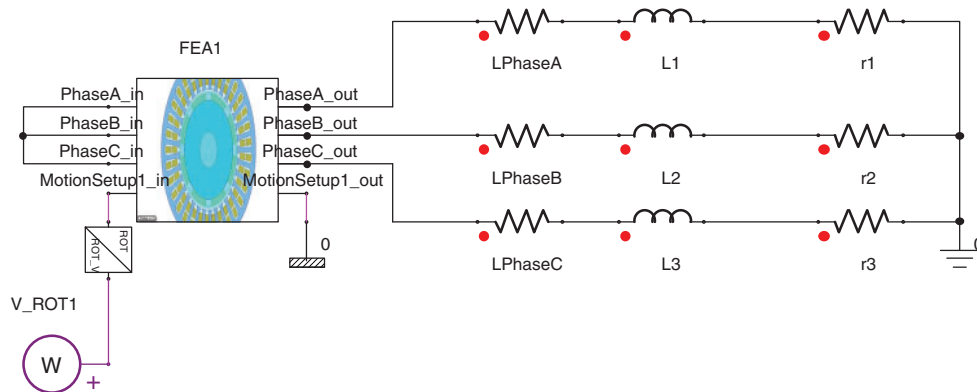 FEA1
PhaseA_in
PhaseA_out
PhaseB_in
PhaseB_out
PhaseC_in
PhaseC_out
MotionSetup1_in
MotionSetup1_out
LPhaseA
L1
r1
LPhaseB
L2
r2
LPhaseC
L3
r3
0
0
ROT
ROT_V
V_ROT1
W
+